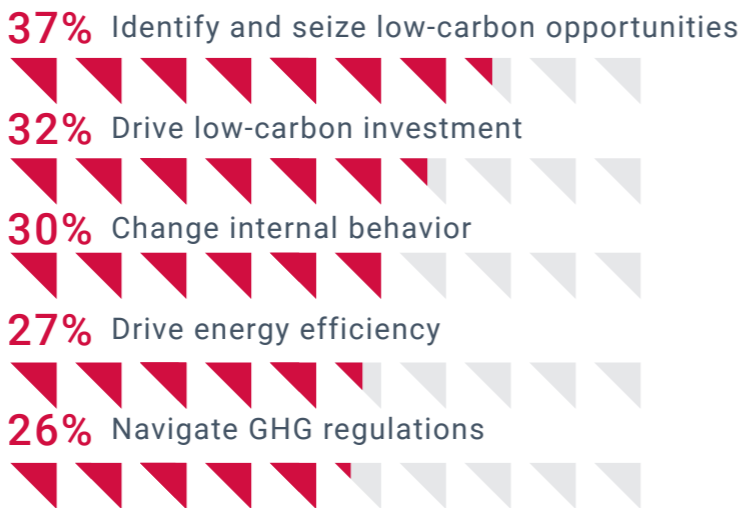 37% Identify and seize low-carbon opportunities
32% Drive low-carbon investment
30% Change internal behavior
27% Drive energy efficiency
26% Navigate GHG regulations